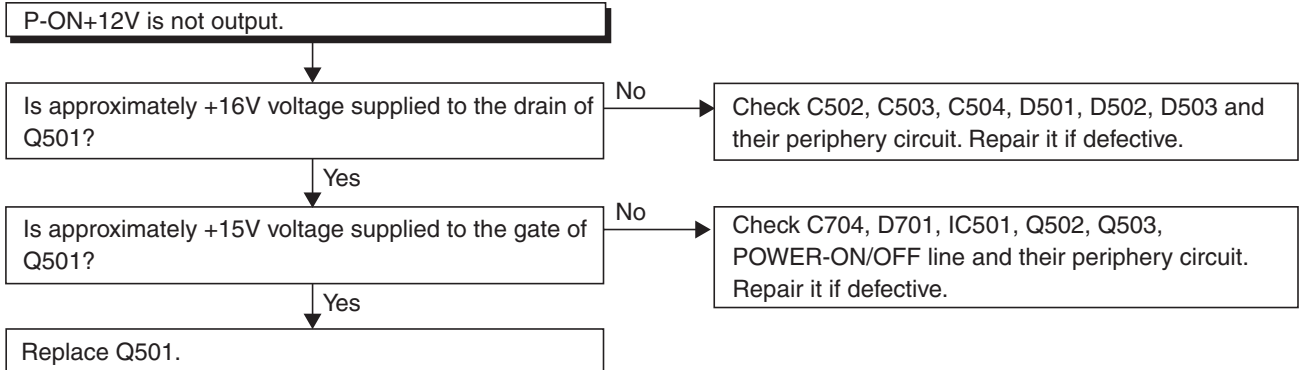 P-ON+12V is not output.
Is approximately +16V voltage supplied to the drain of
Q501?
No
Check C502, C503, C504, D501, D502, D503 and
their periphery circuit. Repair it if defective.
Yes
Is approximately +15V voltage supplied to the gate of
Q501?
No
Check C704, D701, IC501, Q502, Q503,
POWER-ON/OFF line and their periphery circuit.
Repair it if defective.
Yes
Replace Q501.